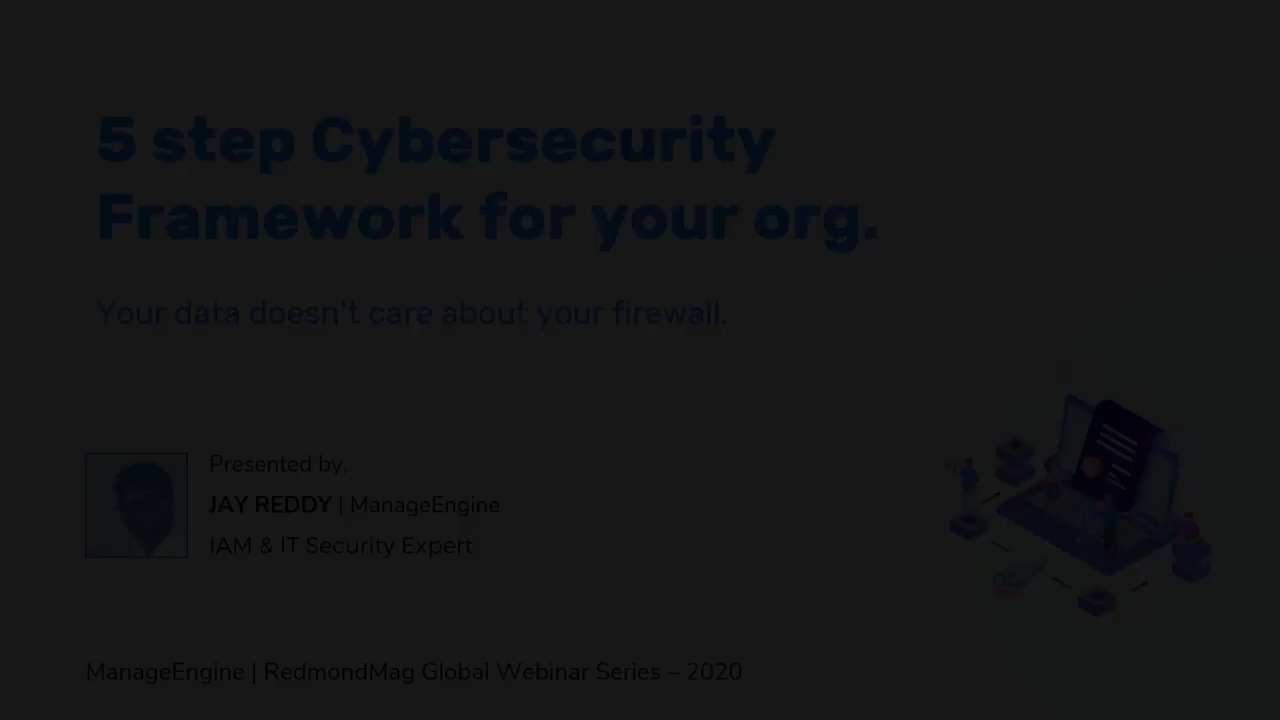 5 step Cybersecurity
Framework for your org.
Your data doesn't care about your firewall.
Presented by,
JAY REDDY | ManageEngine
IAM & IT Security Expert
ManageEngine | RedmondMag Global Webinar Series – 2020